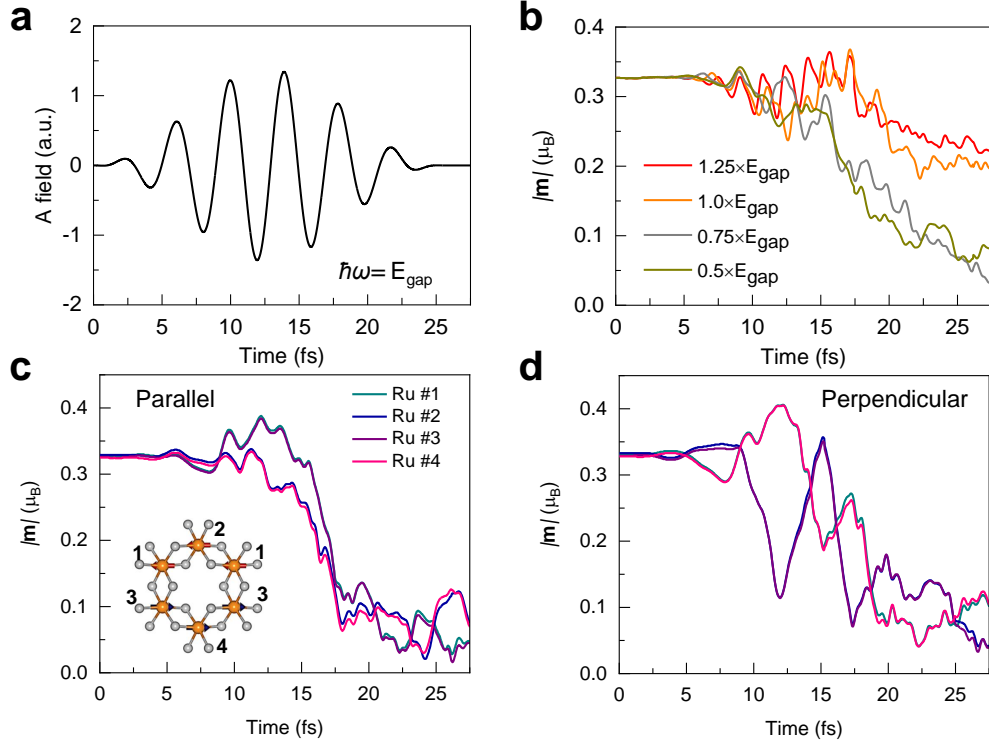 a
2
1
0
-1
-2
A field (a.u.)
ħω= E_gap
0 5 10 15 20 25
Time (fs)
b
0.4
0.3
0.2
0.1
0.0
|m| (μ_B)
1.25×E_gap
1.0×E_gap
0.75×E_gap
0.5×E_gap
0 5 10 15 20 25
Time (fs)
c
Parallel
Ru #1
Ru #2
Ru #3
Ru #4
0.4
0.3
0.2
0.1
0.0
|m| (μ_B)
2
1 1
3 3
4
0 5 10 15 20 25
Time (fs)
d
Perpendicular
0.4
0.3
0.2
0.1
0.0
|m| (μ_B)
0 5 10 15 20 25
Time (fs)